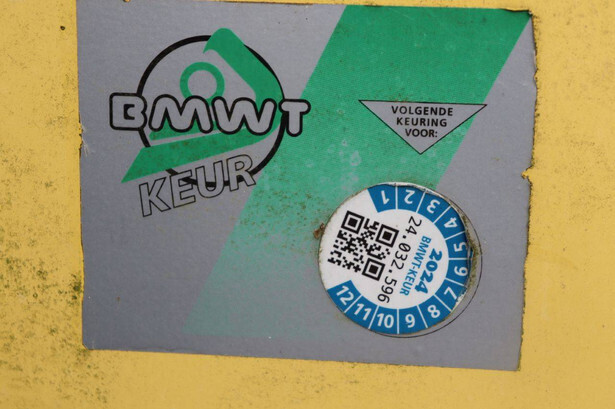 BMWT
KEUR
VOLGENDE
KEURING
VOOR:
1 2 3 4 5 6 7 8 9 10 11 12
2024
BMWT-KEUR
24.032.596